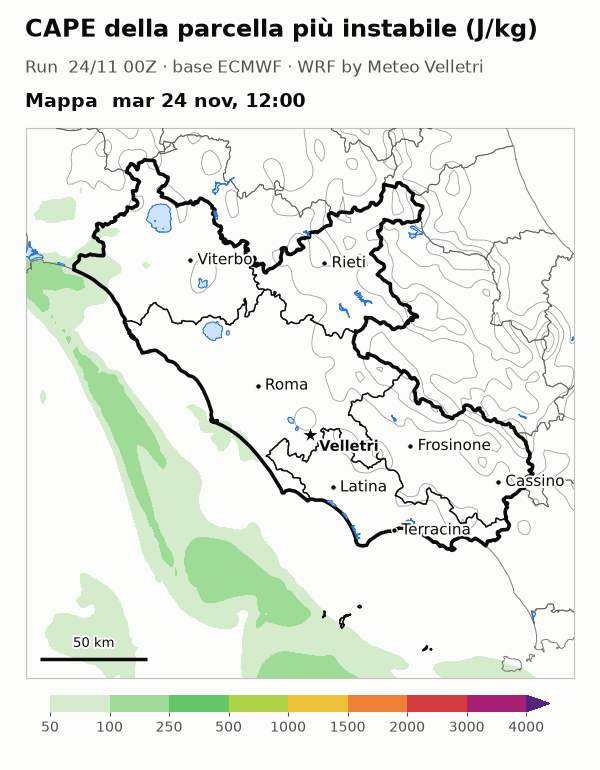 CAPE della parcella più instabile (J/kg)
Run  24/11 00Z · base ECMWF · WRF by Meteo Velletri
Mappa  mar 24 nov, 12:00
Viterbo
Rieti
Roma
Velletri
Frosinone
Cassino
Latina
Terracina
50 km
50 100 250 500 1000 1500 2000 3000 4000